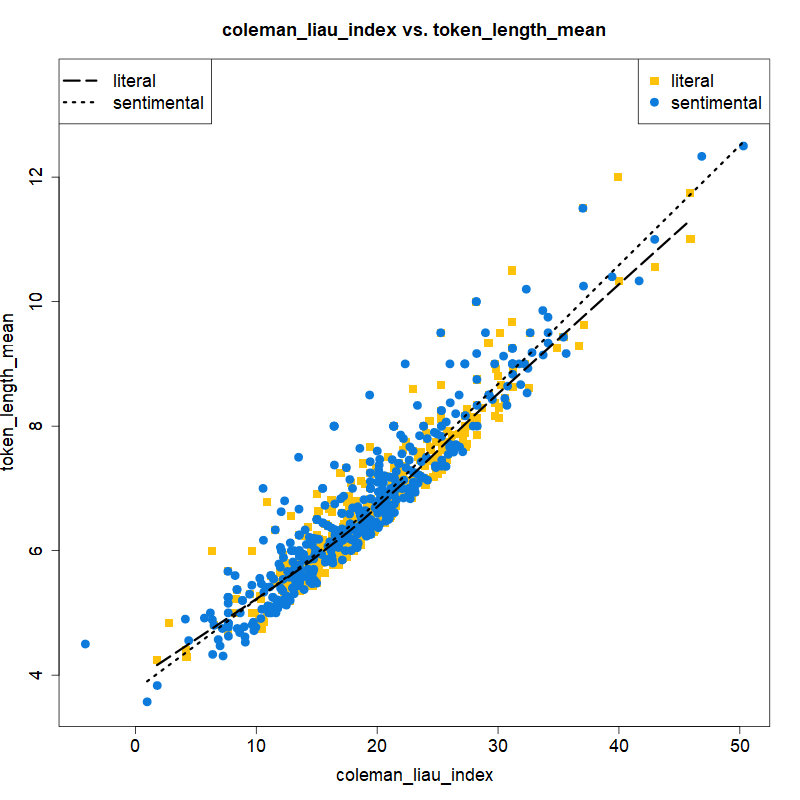 coleman_liau_index vs. token_length_mean
literal
sentimental
literal
sentimental
token_length_mean
12
10
8
6
4
0 10 20 30 40 50
coleman_liau_index